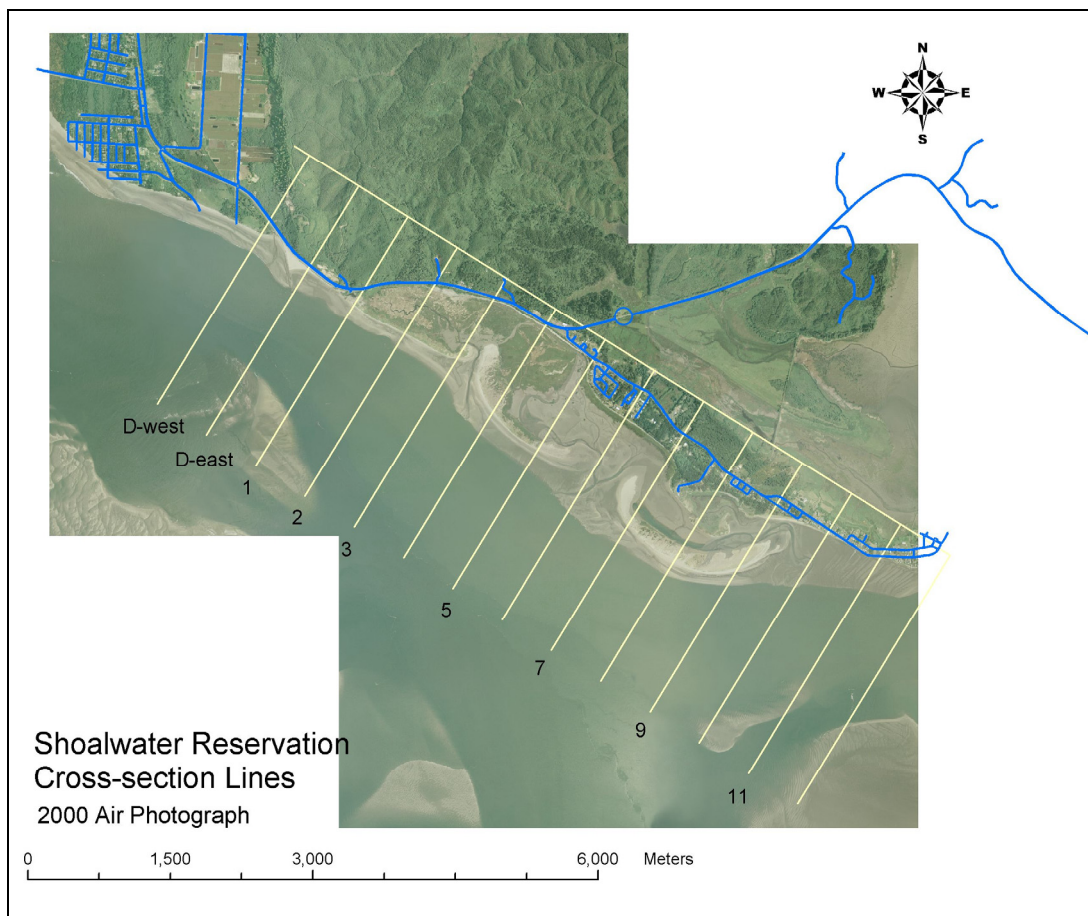 N
W E
S
D-west
D-east
1
2
3
5
7
9
11
Shoalwater Reservation
Cross-section Lines
2000 Air Photograph
0 1,500 3,000 6,000 Meters